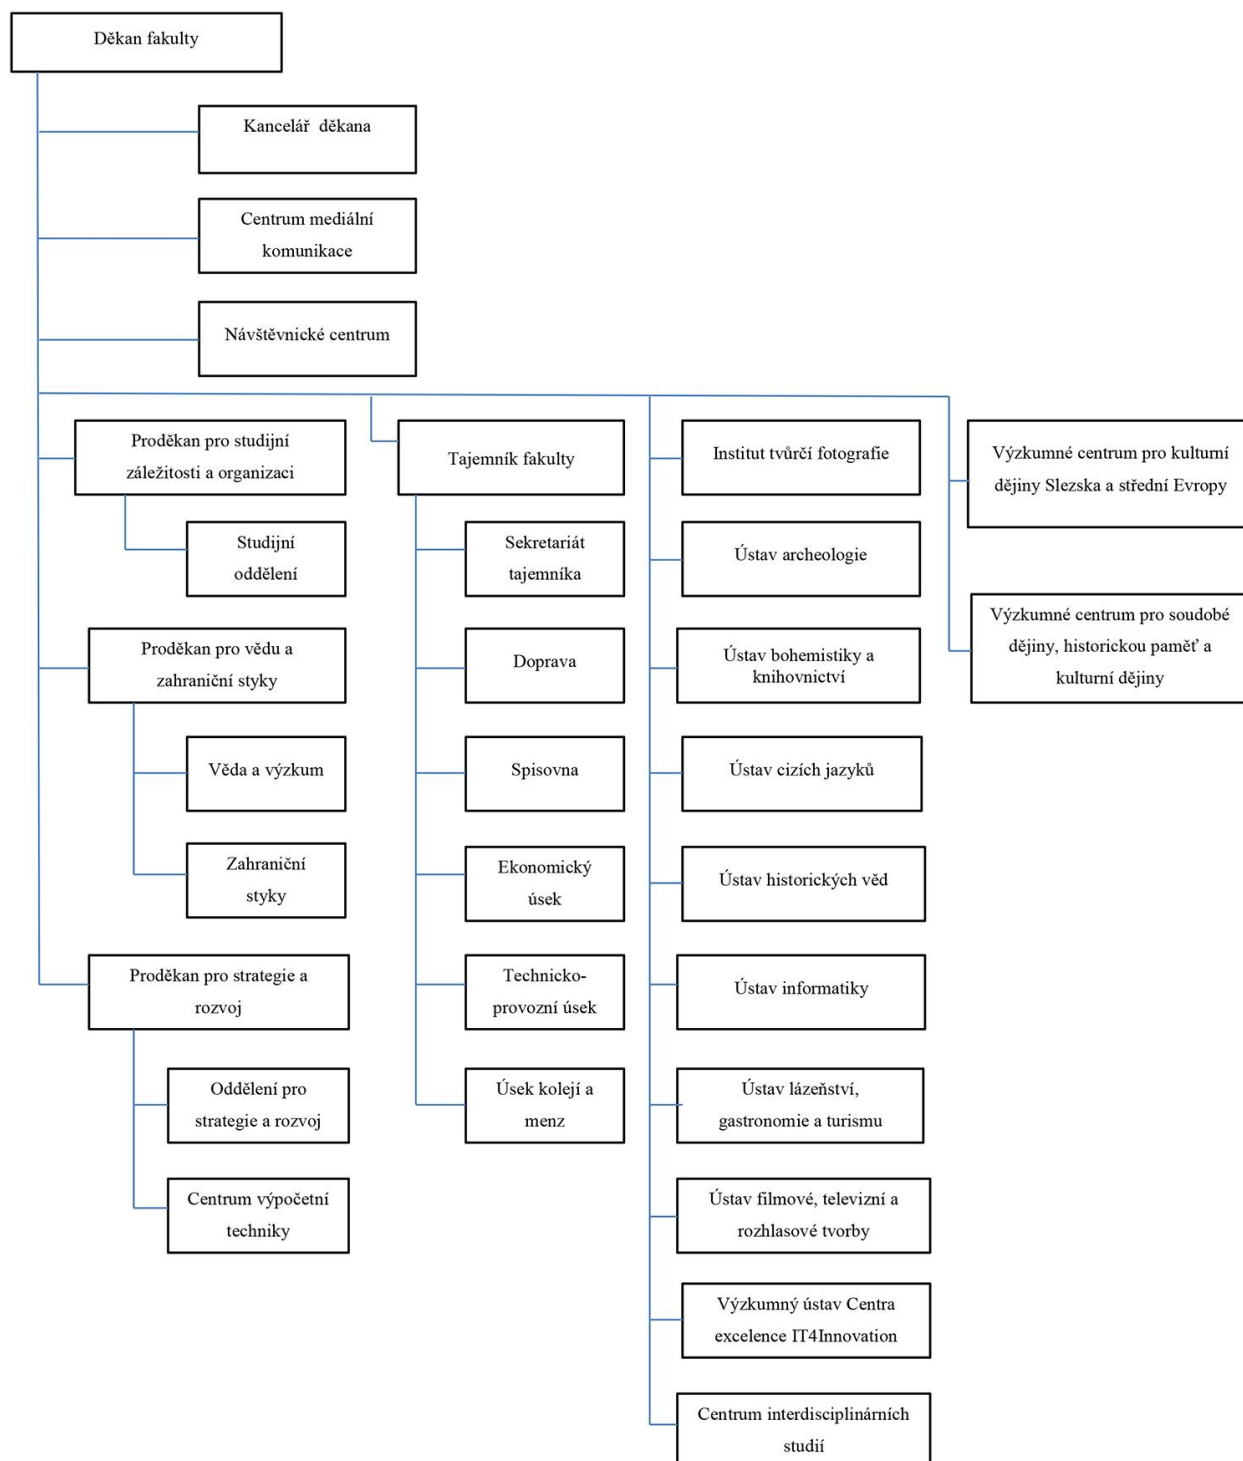 Děkan fakulty
Kancelář děkana
Centrum mediální
komunikace
Návštěvnické centrum
Proděkan pro studijní
záležitosti a organizaci
Studijní
oddělení
Proděkan pro vědu a
zahraniční styky
Věda a výzkum
Zahraniční
styky
Proděkan pro strategie a
rozvoj
Oddělení pro
strategie a rozvoj
Centrum výpočetní
techniky
Tajemník fakulty
Sekretariát
tajemníka
Doprava
Spisovna
Ekonomický
úsek
Technicko-
provozní úsek
Úsek kolejí a
menz
Institut tvůrčí fotografie
Ústav archeologie
Ústav bohemistiky a
knihovnictví
Ústav cizích jazyků
Ústav historických věd
Ústav informatiky
Ústav lázeňství,
gastronomie a turismu
Ústav filmové, televizní a
rozhlasové tvorby
Výzkumný ústav Centra
excelence IT4Innovation
Centrum interdisciplinárních
studií
Výzkumné centrum pro kulturní
dějiny Slezska a střední Evropy
Výzkumné centrum pro soudobé
dějiny, historickou paměť a
kulturní dějiny